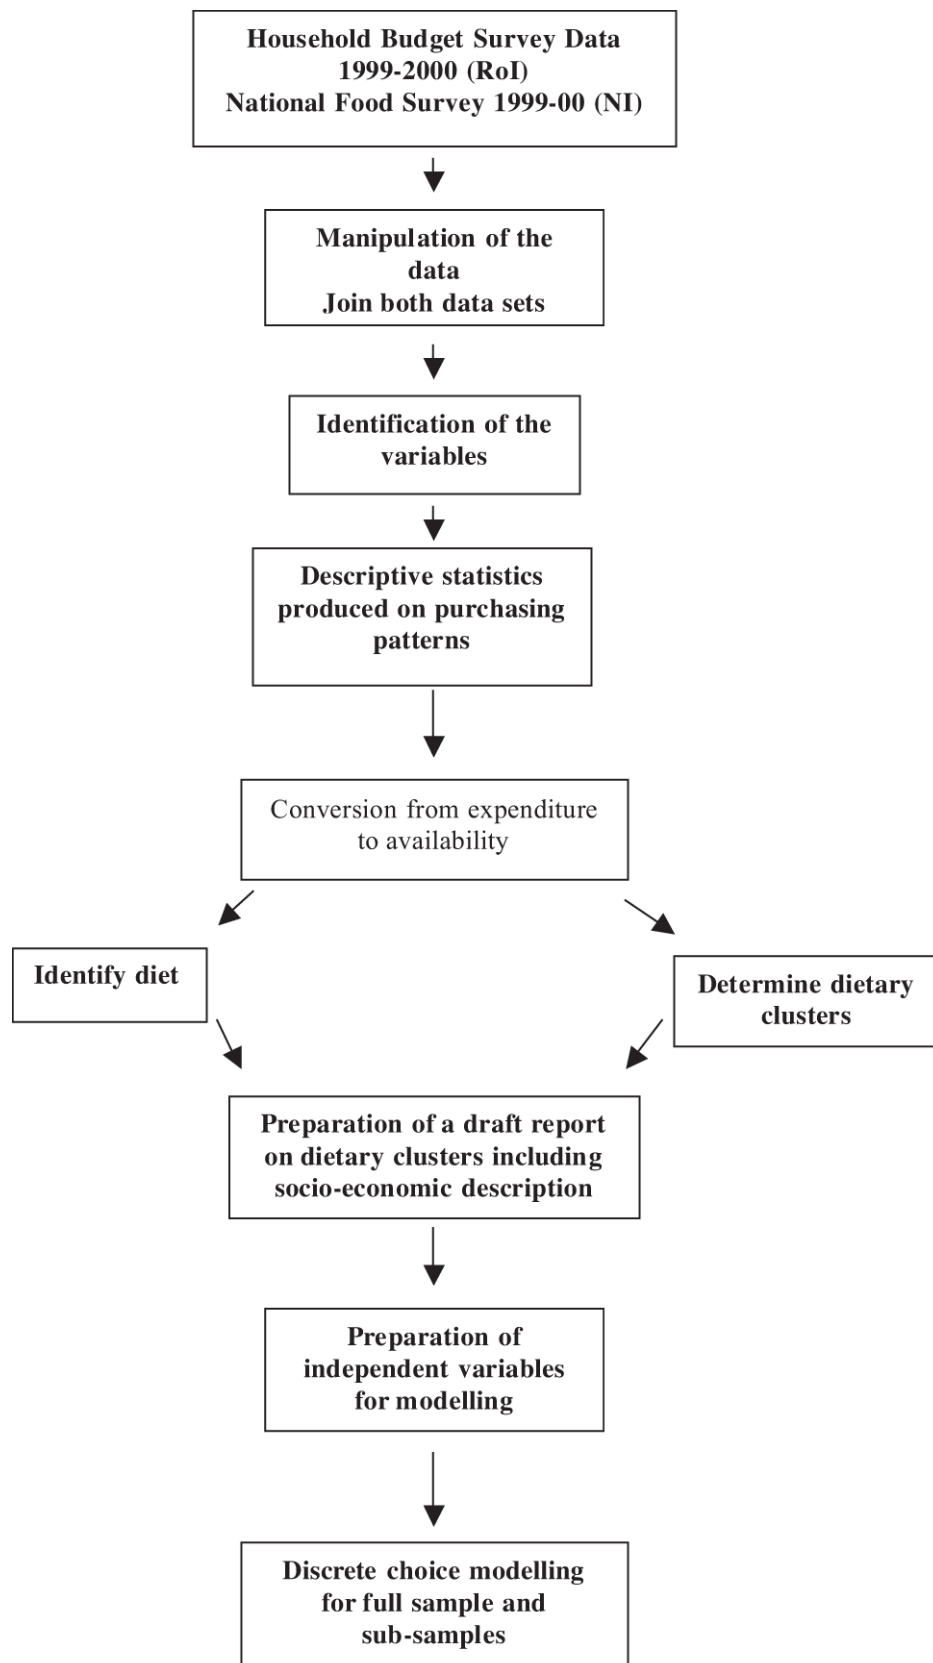 Household Budget Survey Data
1999-2000 (RoI)
National Food Survey 1999-00 (NI)
Manipulation of the
data
Join both data sets
Identification of the
variables
Descriptive statistics
produced on purchasing
patterns
Conversion from expenditure
to availability
Identify diet
Determine dietary
clusters
Preparation of a draft report
on dietary clusters including
socio-economic description
Preparation of
independent variables
for modelling
Discrete choice modelling
for full sample and
sub-samples